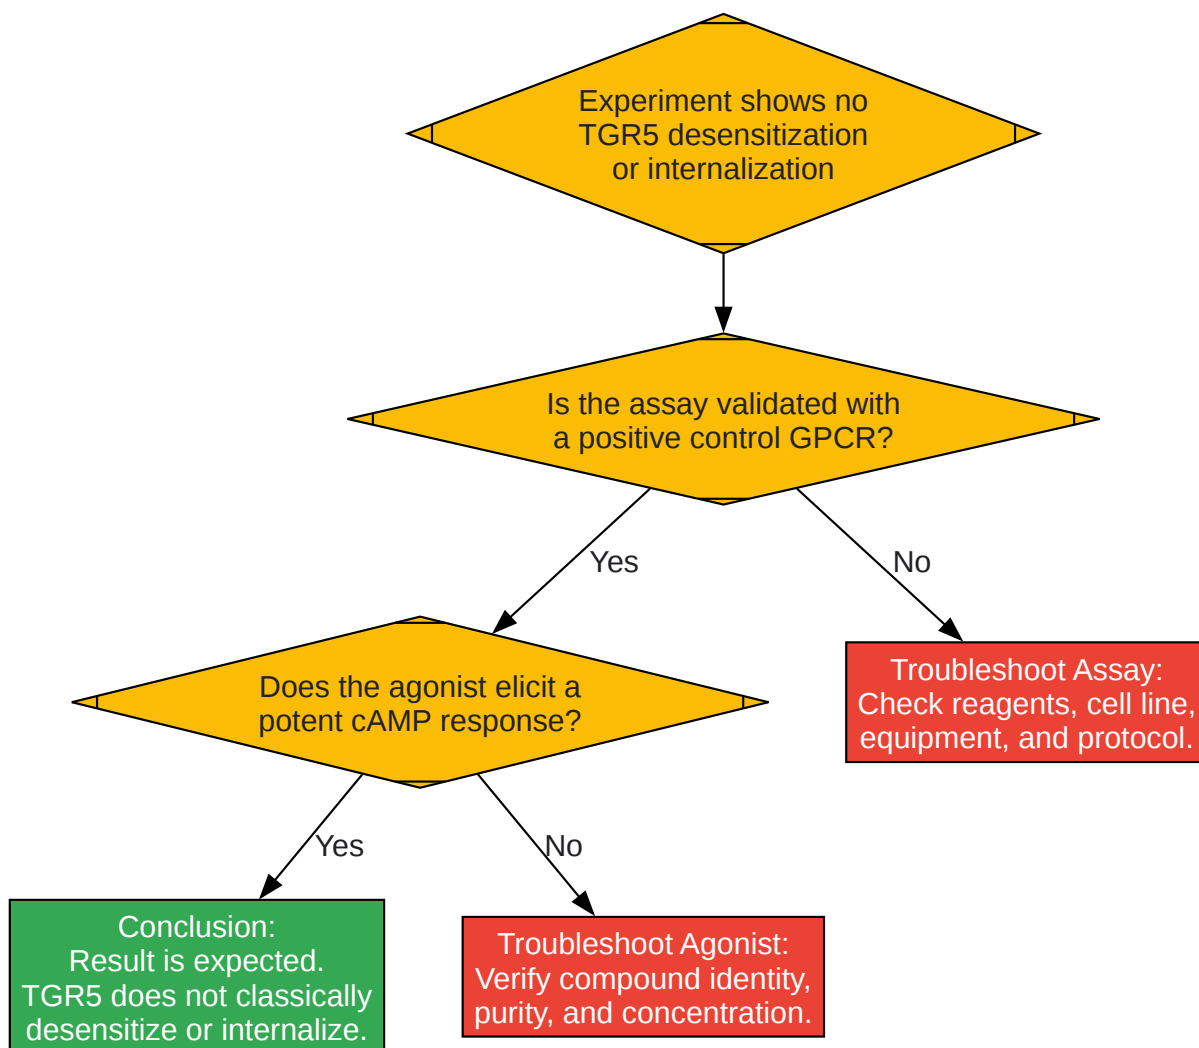 Experiment shows no
TGR5 desensitization
or internalization
Is the assay validated with
a positive control GPCR?
Yes
No
Does the agonist elicit a
potent cAMP response?
Troubleshoot Assay:
Check reagents, cell line,
equipment, and protocol.
Yes
No
Conclusion:
Result is expected.
TGR5 does not classically
desensitize or internalize.
Troubleshoot Agonist:
Verify compound identity,
purity, and concentration.